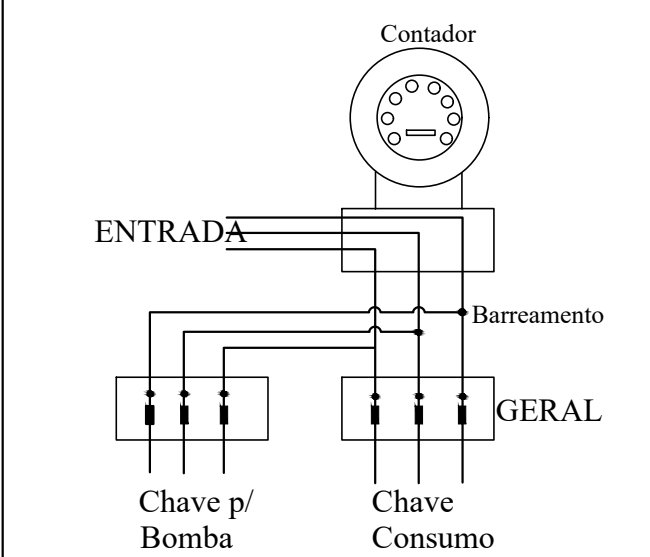 Contador
ENTRADA
Barreamento
GERAL
Chave p/
Bomba
Chave
Consumo